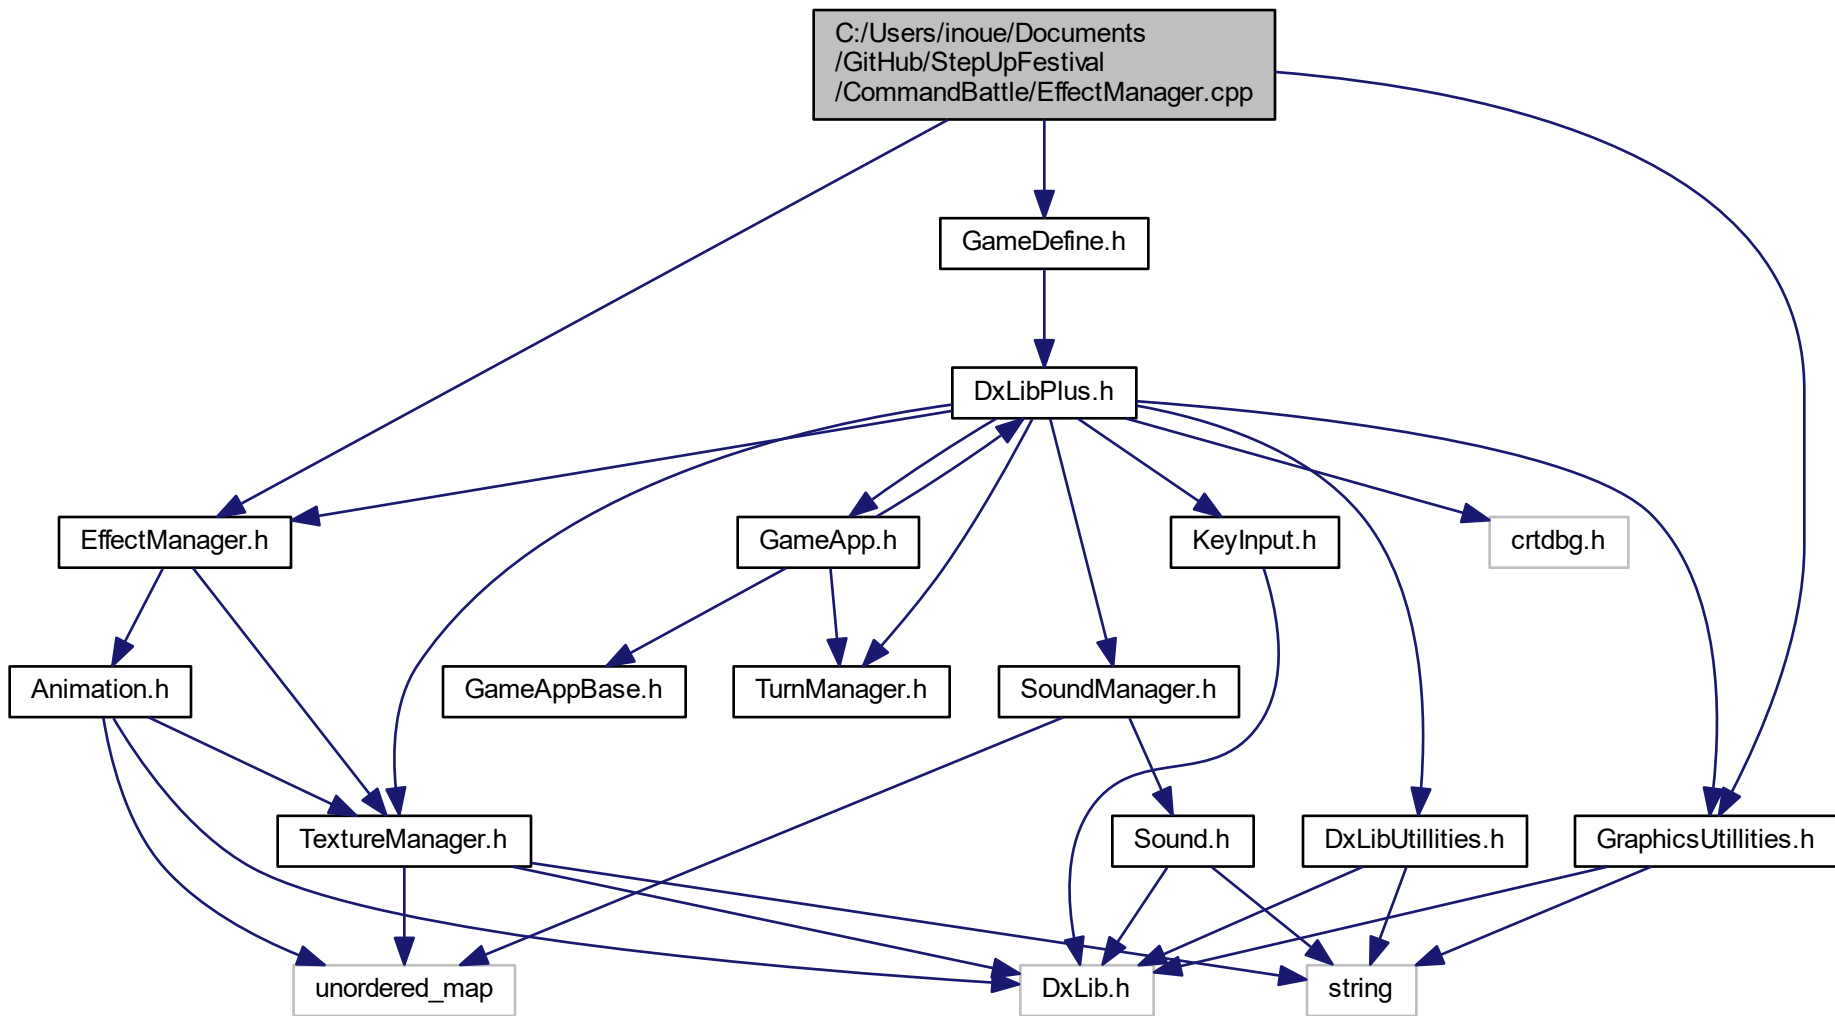 C:/Users/inoue/Documents
/GitHub/StepUpFestival
/CommandBattle/EffectManager.cpp
GameDefine.h
DxLibPlus.h
EffectManager.h
GameApp.h
KeyInput.h
crtdbg.h
Animation.h
GameAppBase.h
TurnManager.h
SoundManager.h
TextureManager.h
Sound.h
DxLibUtillities.h
GraphicsUtillities.h
unordered_map
DxLib.h
string